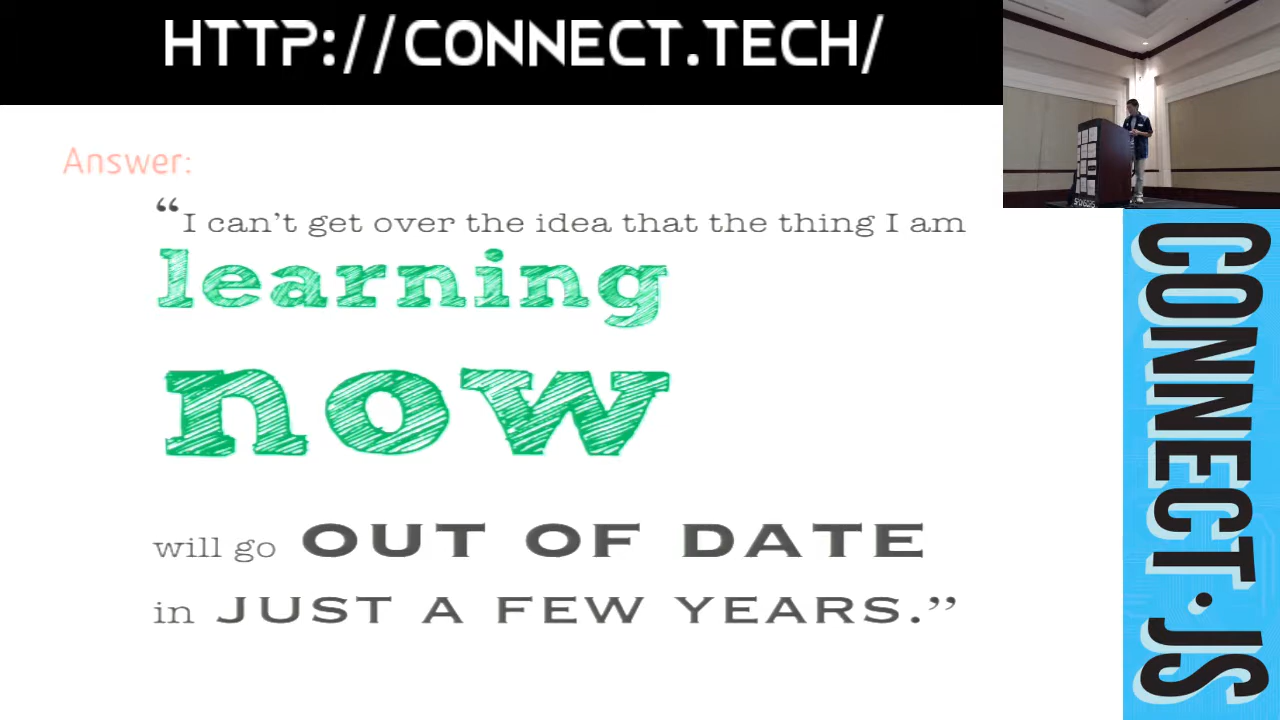 HTTP://CONNECT.TECH/
Answer:
“I can’t get over the idea that the thing I am
learning
now
will go OUT OF DATE
in JUST A FEW YEARS.”
CONNECT.JS